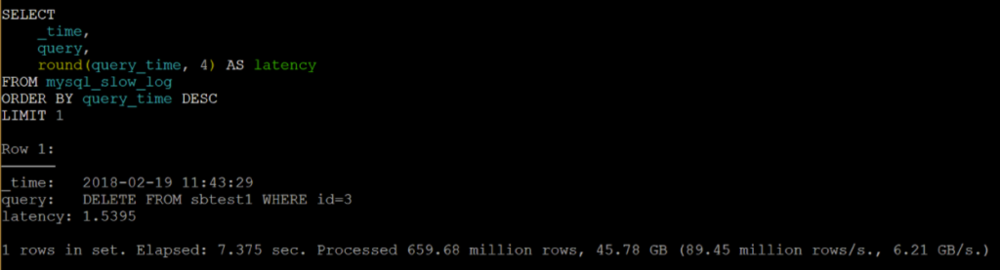 SELECT
_time,
query,
round(query_time, 4) AS latency
FROM mysql_slow_log
ORDER BY query_time DESC
LIMIT 1
Row 1:
_time: 2018-02-19 11:43:29
query: DELETE FROM sbtest1 WHERE id=3
latency: 1.5395
1 rows in set. Elapsed: 7.375 sec. Processed 659.68 million rows, 45.78 GB (89.45 million rows/s., 6.21 GB/s.)